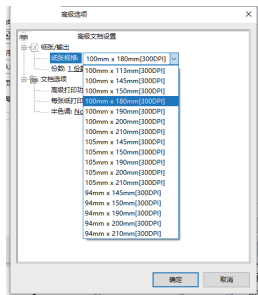 高级选项
高级文档设置
纸张/输出
纸张规格: 100mm x 180mm[300DPI]
份数: 1 份
100mm x 113mm[300DPI]
文档选项
100mm x 145mm[300DPI]
高级打印功
100mm x 150mm[300DPI]
每张纸打印
100mm x 180mm[300DPI]
半色调: No
100mm x 190mm[300DPI]
100mm x 200mm[300DPI]
100mm x 210mm[300DPI]
105mm x 145mm[300DPI]
105mm x 150mm[300DPI]
105mm x 190mm[300DPI]
105mm x 200mm[300DPI]
105mm x 210mm[300DPI]
94mm x 145mm[300DPI]
94mm x 150mm[300DPI]
94mm x 190mm[300DPI]
94mm x 200mm[300DPI]
94mm x 210mm[300DPI]
确定
取消